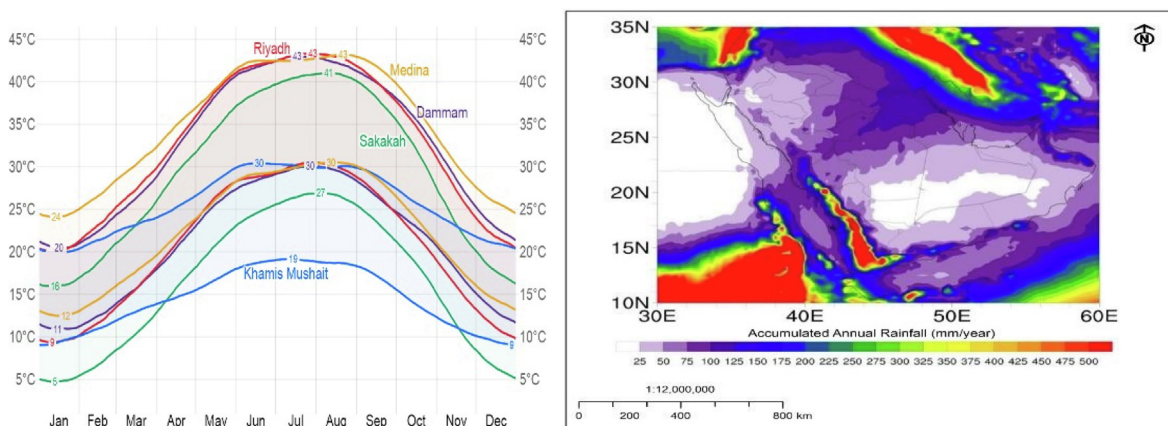 45°C
40°C
35°C
30°C
25°C
20°C
15°C
10°C
5°C
45°C
40°C
35°C
30°C
25°C
20°C
15°C
10°C
5°C
Riyadh
43
43
43
Medina
41
Dammam
Sakakah
30
30
30
27
24
20
Khamis Mushait
19
16
12
11
9
9
5
Jan Feb Mar Apr May Jun Jul Aug Sep Oct Nov Dec
N
35N
30N
25N
20N
15N
10N
30E 40E 50E 60E
Accumulated Annual Rainfall (mm/year)
25 50 75 100 125 150 175 200 225 250 275 300 325 350 375 400 425 450 475 500
1:12,000,000
0 200 400 800 km